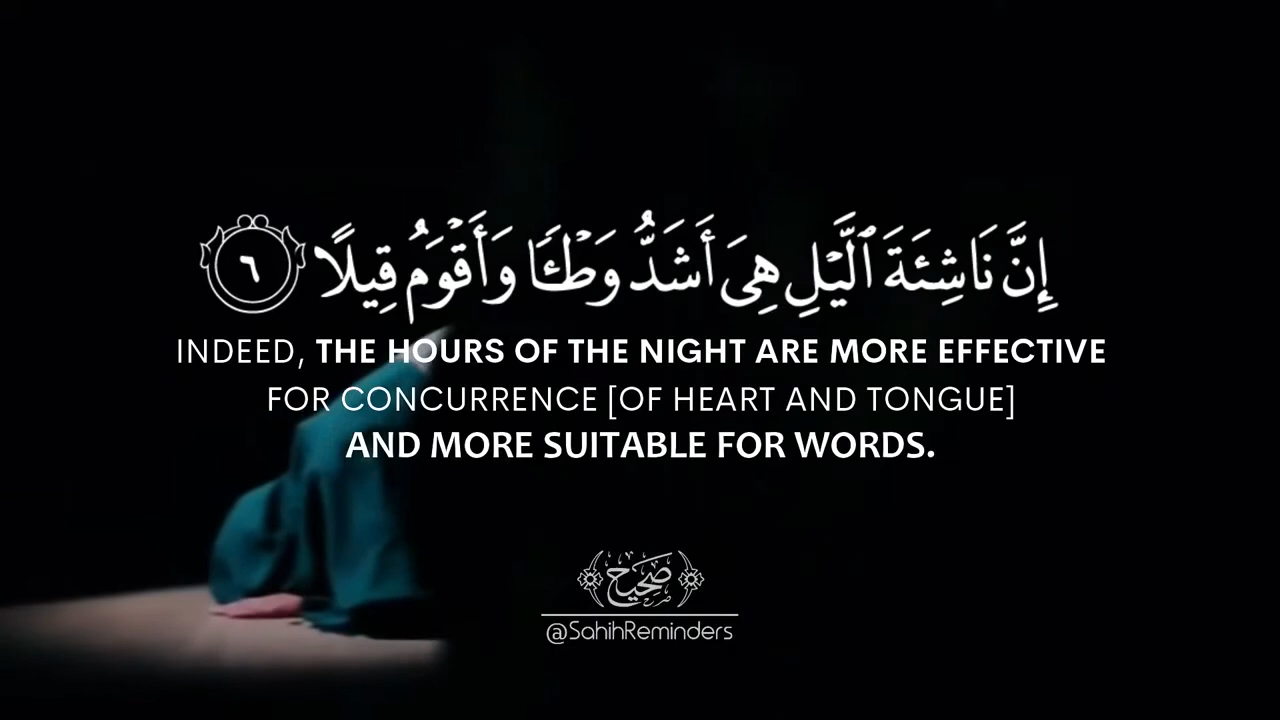 إِنَّ نَاشِئَةَ ٱلَّيْلِ هِىَ أَشَدُّ وَطْـًٔا وَأَقْوَمُ قِيلًا ٦
INDEED, THE HOURS OF THE NIGHT ARE MORE EFFECTIVE
FOR CONCURRENCE [OF HEART AND TONGUE]
AND MORE SUITABLE FOR WORDS.
صَحِيح
@SahihReminders